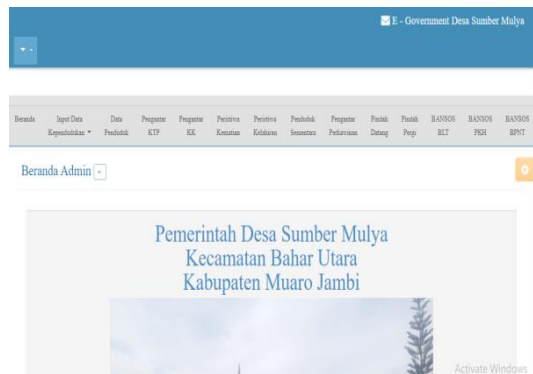 E - Government Desa Sumber Mulya
Beranda Input Data Data Pengantar Pengantar Peristiwa Peristiwa Penduduk Pengantar Pindah Pindah BANSOS BANSOS BANSOS
Kependudukan Penduduk KTP KK Kematian Kelahiran Sementara Perkawinan Datang Pergi BLT PKH BPNT
Beranda Admin
Pemerintah Desa Sumber Mulya
Kecamatan Bahar Utara
Kabupaten Muaro Jambi
Activate Windows